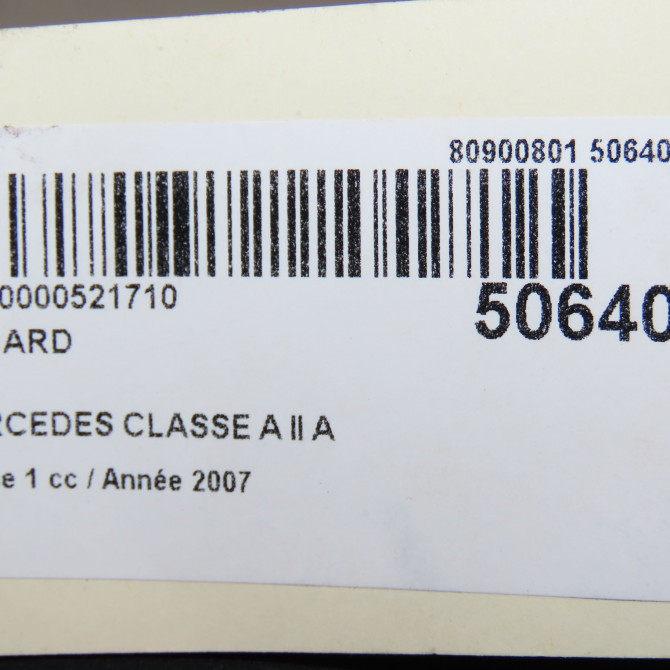 80900801 50640
0000521710
50640
ARD
RCEDES CLASSE A II A
e 1 cc / Année 2007